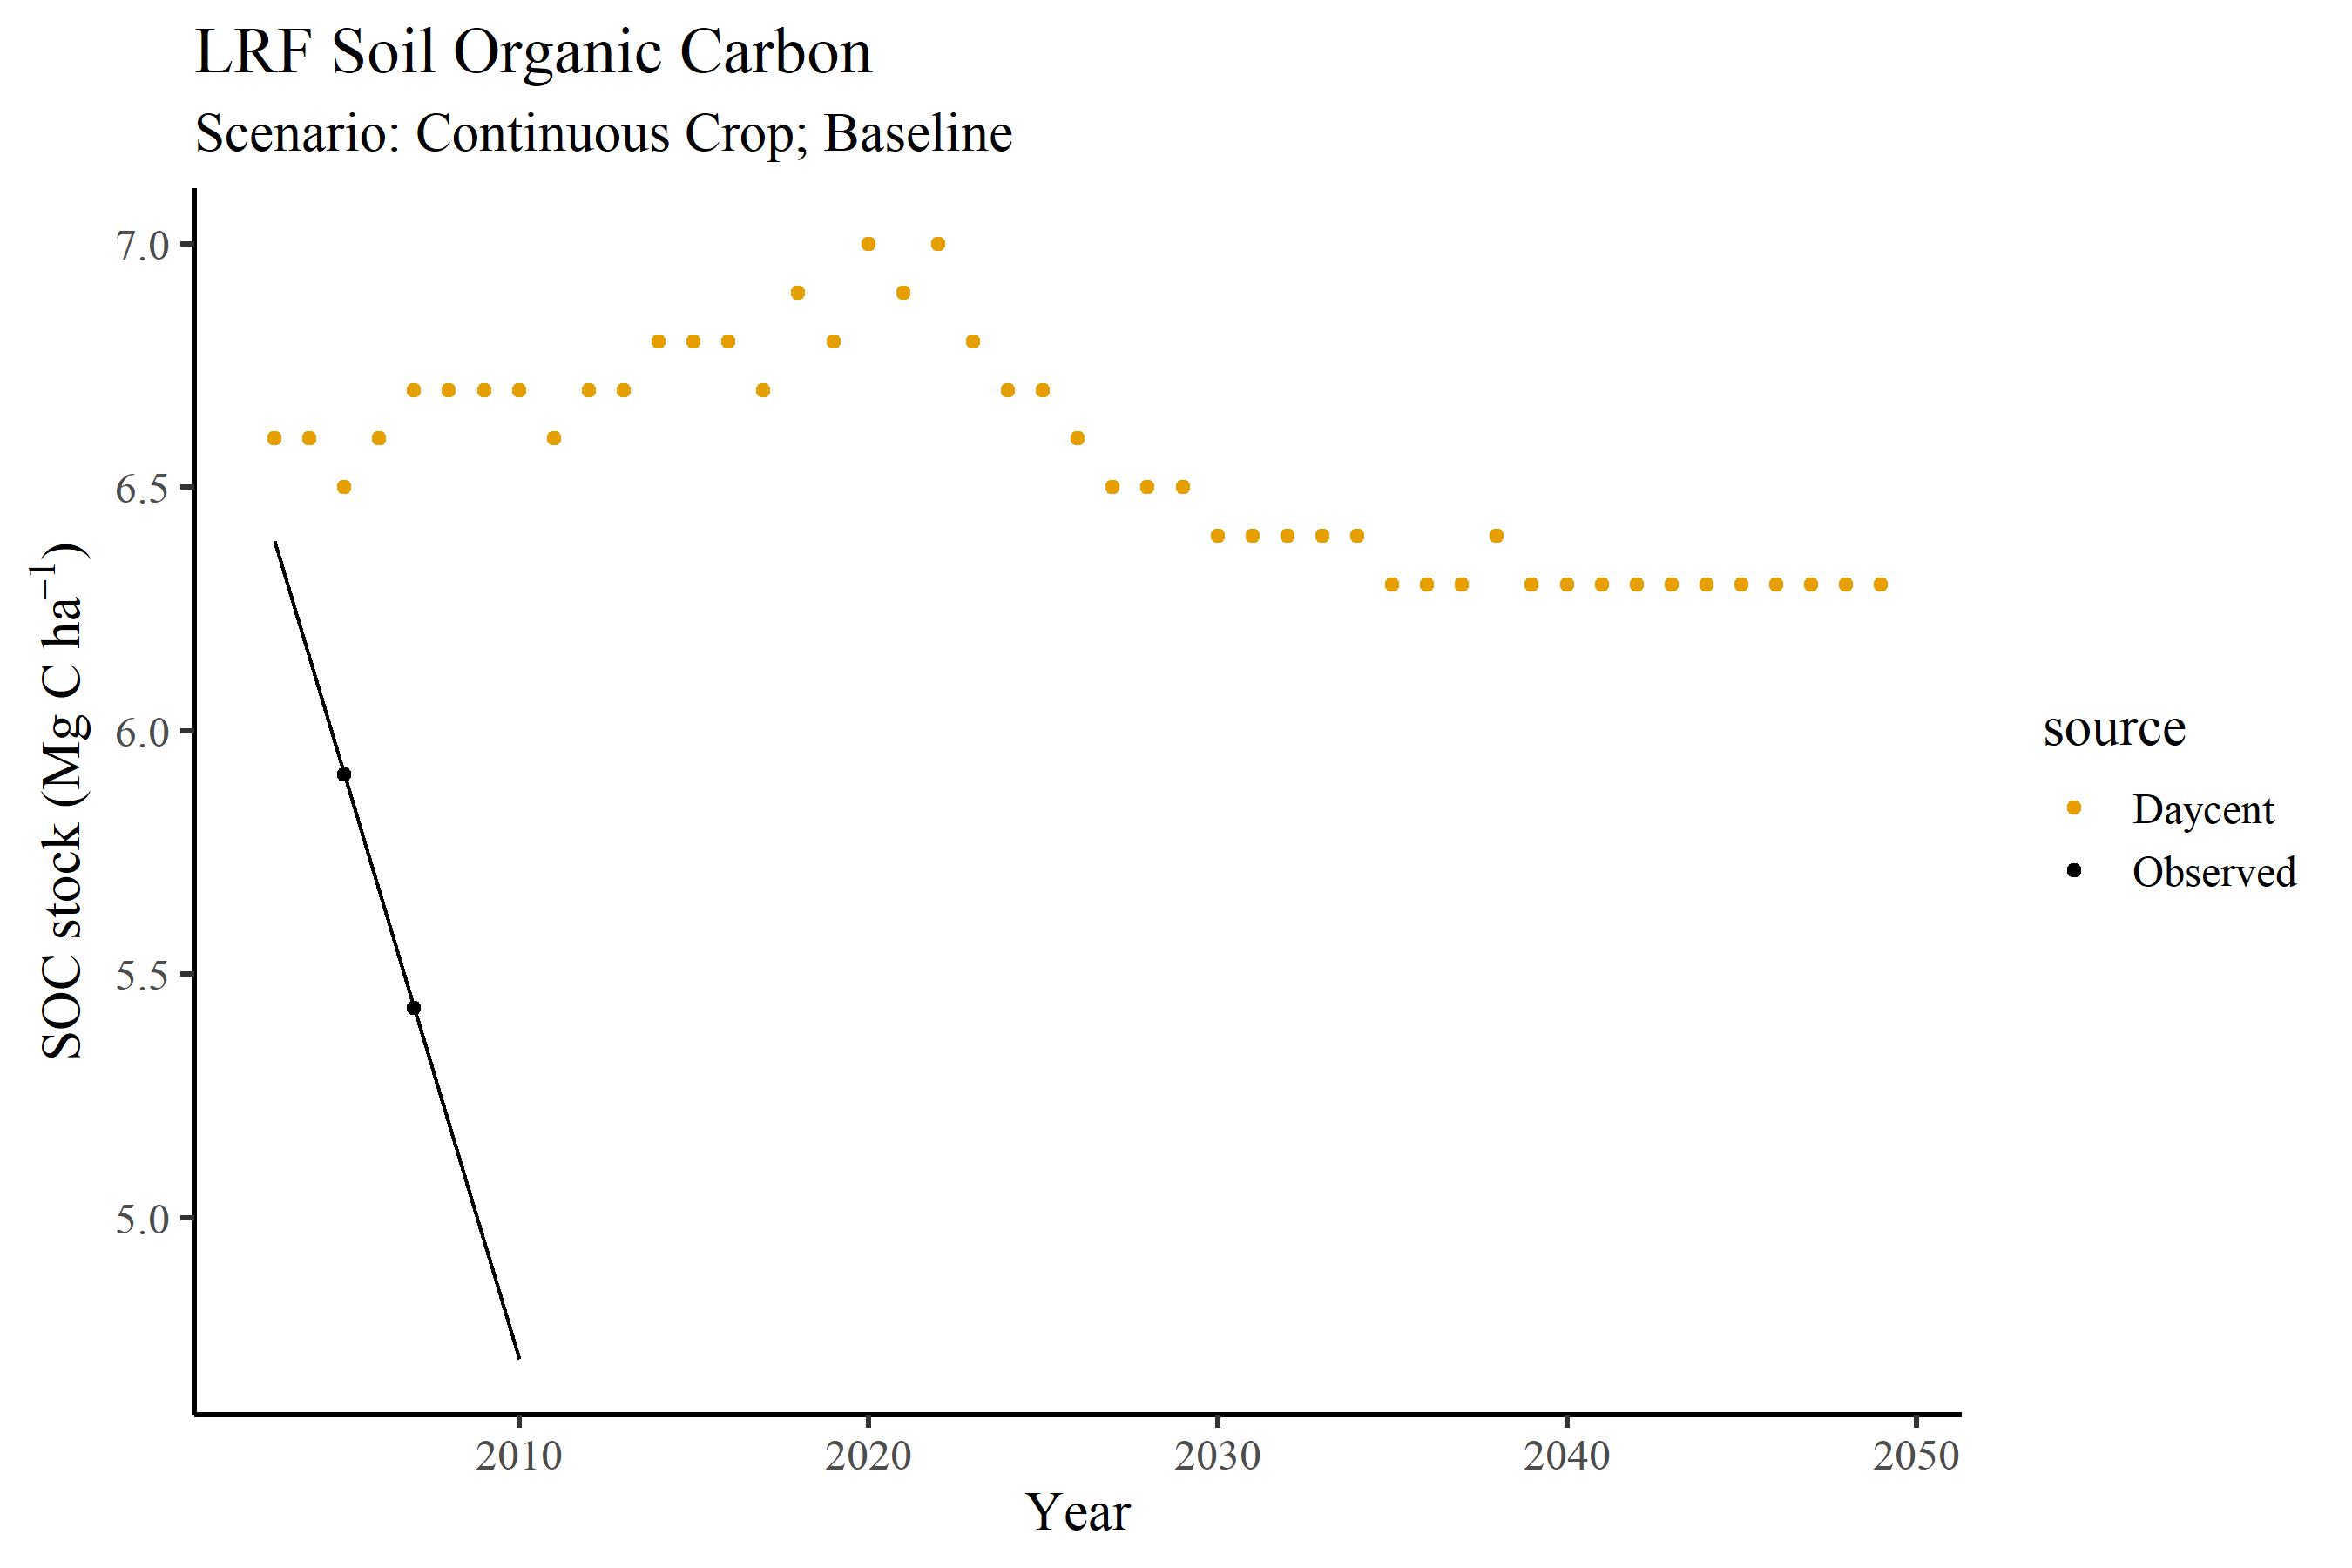 LRF Soil Organic Carbon
Scenario: Continuous Crop; Baseline
SOC stock (Mg C ha⁻¹)
7.0
6.5
6.0
5.5
5.0
2010 2020 2030 2040 2050
Year
source
Daycent
Observed